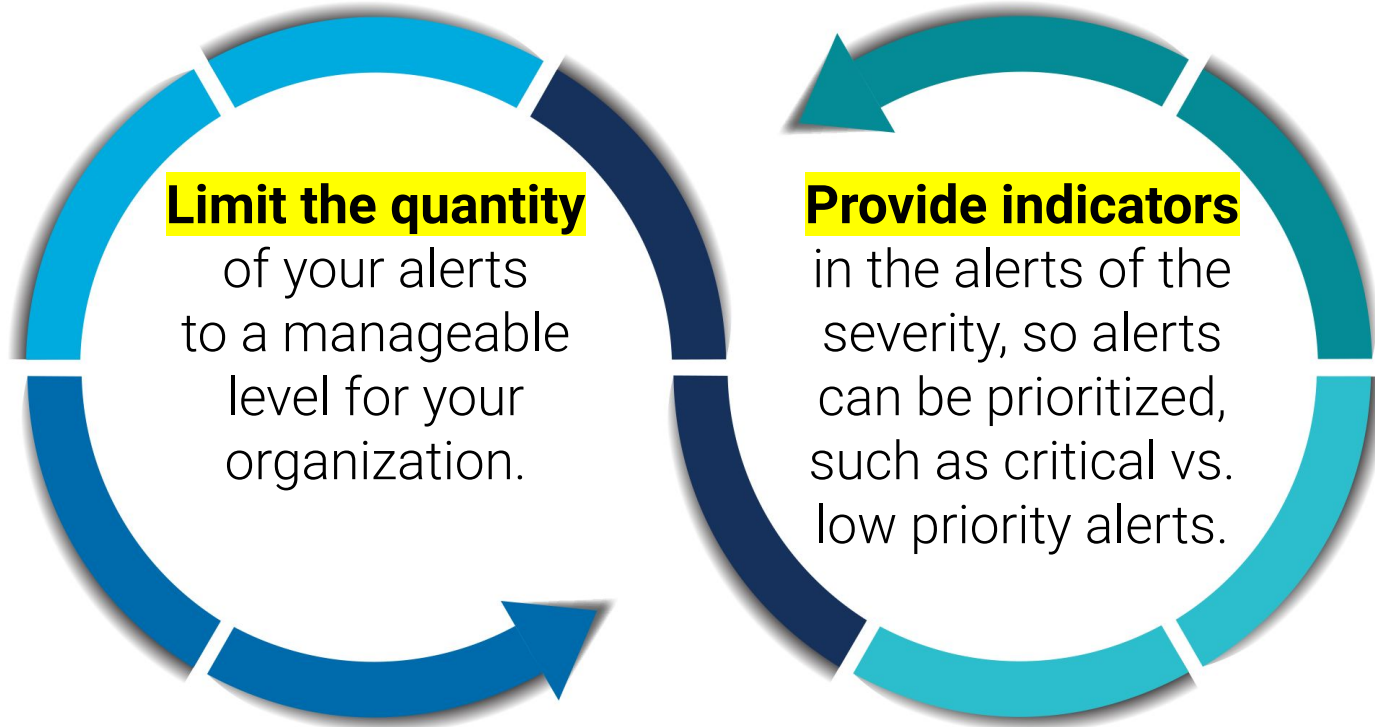 Limit the quantity
of your alerts
to a manageable
level for your
organization.
Provide indicators
in the alerts of the
severity, so alerts
can be prioritized,
such as critical vs.
low priority alerts.